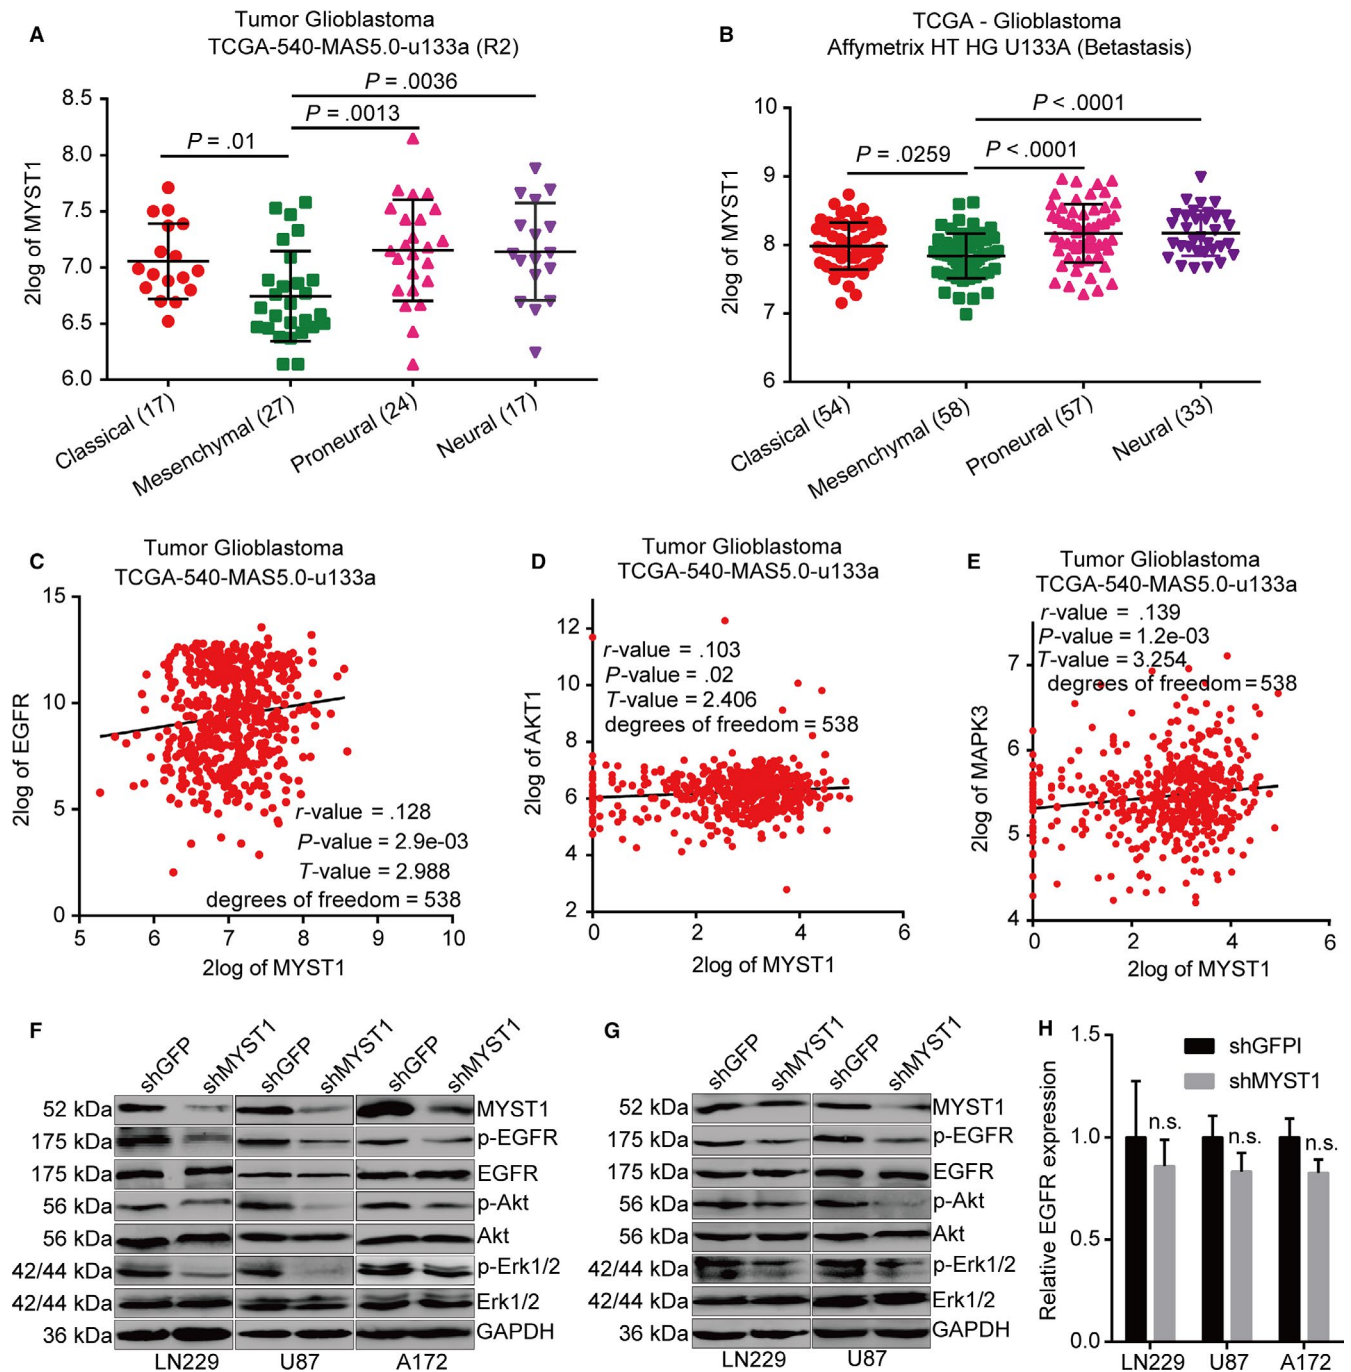 A
Tumor Glioblastoma
TCGA-540-MAS5.0-u133a (R2)
P = .0036
P = .0013
P = .01
2log of MYST1
8.5
8.0
7.5
7.0
6.5
6.0
Classical (17)
Mesenchymal (27)
Proneural (24)
Neural (17)
B
TCGA - Glioblastoma
Affymetrix HT HG U133A (Betastasis)
P < .0001
P = .0259
P < .0001
2log of MYST1
10
9
8
7
6
Classical (54)
Mesenchymal (58)
Proneural (57)
Neural (33)
C
Tumor Glioblastoma
TCGA-540-MAS5.0-u133a
2log of EGFR
15
10
5
0
r-value = .128
P-value = 2.9e-03
T-value = 2.988
degrees of freedom = 538
5 6 7 8 9 10
2log of MYST1
D
Tumor Glioblastoma
TCGA-540-MAS5.0-u133a
2log of AKT1
12
10
8
6
4
2
r-value = .103
P-value = .02
T-value = 2.406
degrees of freedom = 538
0 2 4 6
2log of MYST1
E
Tumor Glioblastoma
TCGA-540-MAS5.0-u133a
r-value = .139
P-value = 1.2e-03
T-value = 3.254
degrees of freedom = 538
2log of MAPK3
7
6
5
4
0 2 4 6
2log of MYST1
F
shGFP shMYST1 shGFP shMYST1 shGFP shMYST1
52 kDa MYST1
175 kDa p-EGFR
175 kDa EGFR
56 kDa p-Akt
56 kDa Akt
42/44 kDa p-Erk1/2
42/44 kDa Erk1/2
36 kDa GAPDH
LN229 U87 A172
G
shGFP shMYST1 shGFP shMYST1
52 kDa MYST1
175 kDa p-EGFR
175 kDa EGFR
56 kDa p-Akt
56 kDa Akt
42/44 kDa p-Erk1/2
42/44 kDa Erk1/2
36 kDa GAPDH
LN229 U87
H
Relative EGFR expression
1.5
1.0
0.5
0.0
shGFPI
shMYST1
n.s. n.s. n.s.
LN229 U87 A172